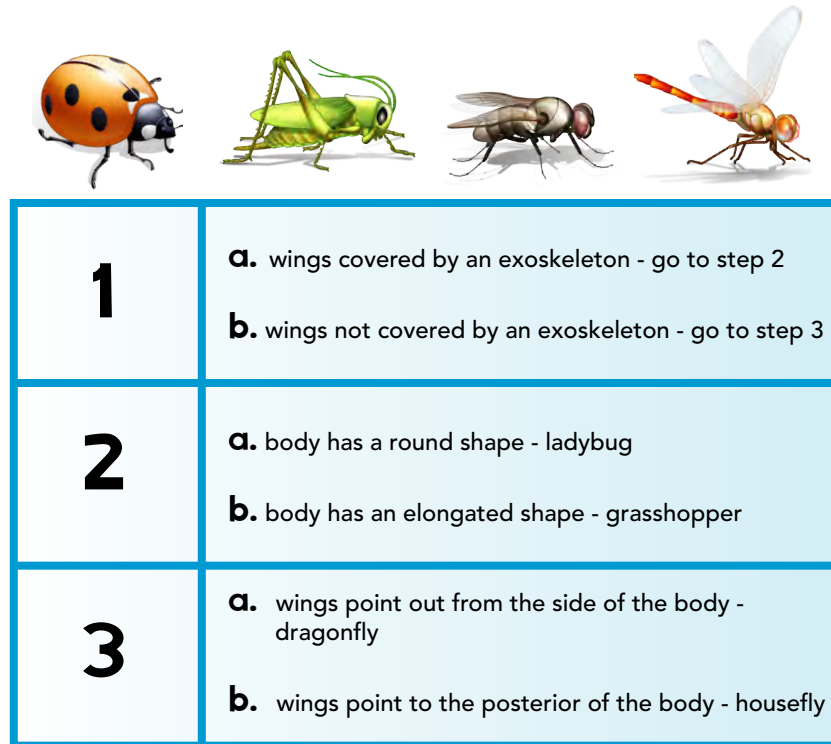 1
a. wings covered by an exoskeleton - go to step 2
b. wings not covered by an exoskeleton - go to step 3
2
a. body has a round shape - ladybug
b. body has an elongated shape - grasshopper
3
a. wings point out from the side of the body -
dragonfly
b. wings point to the posterior of the body - housefly